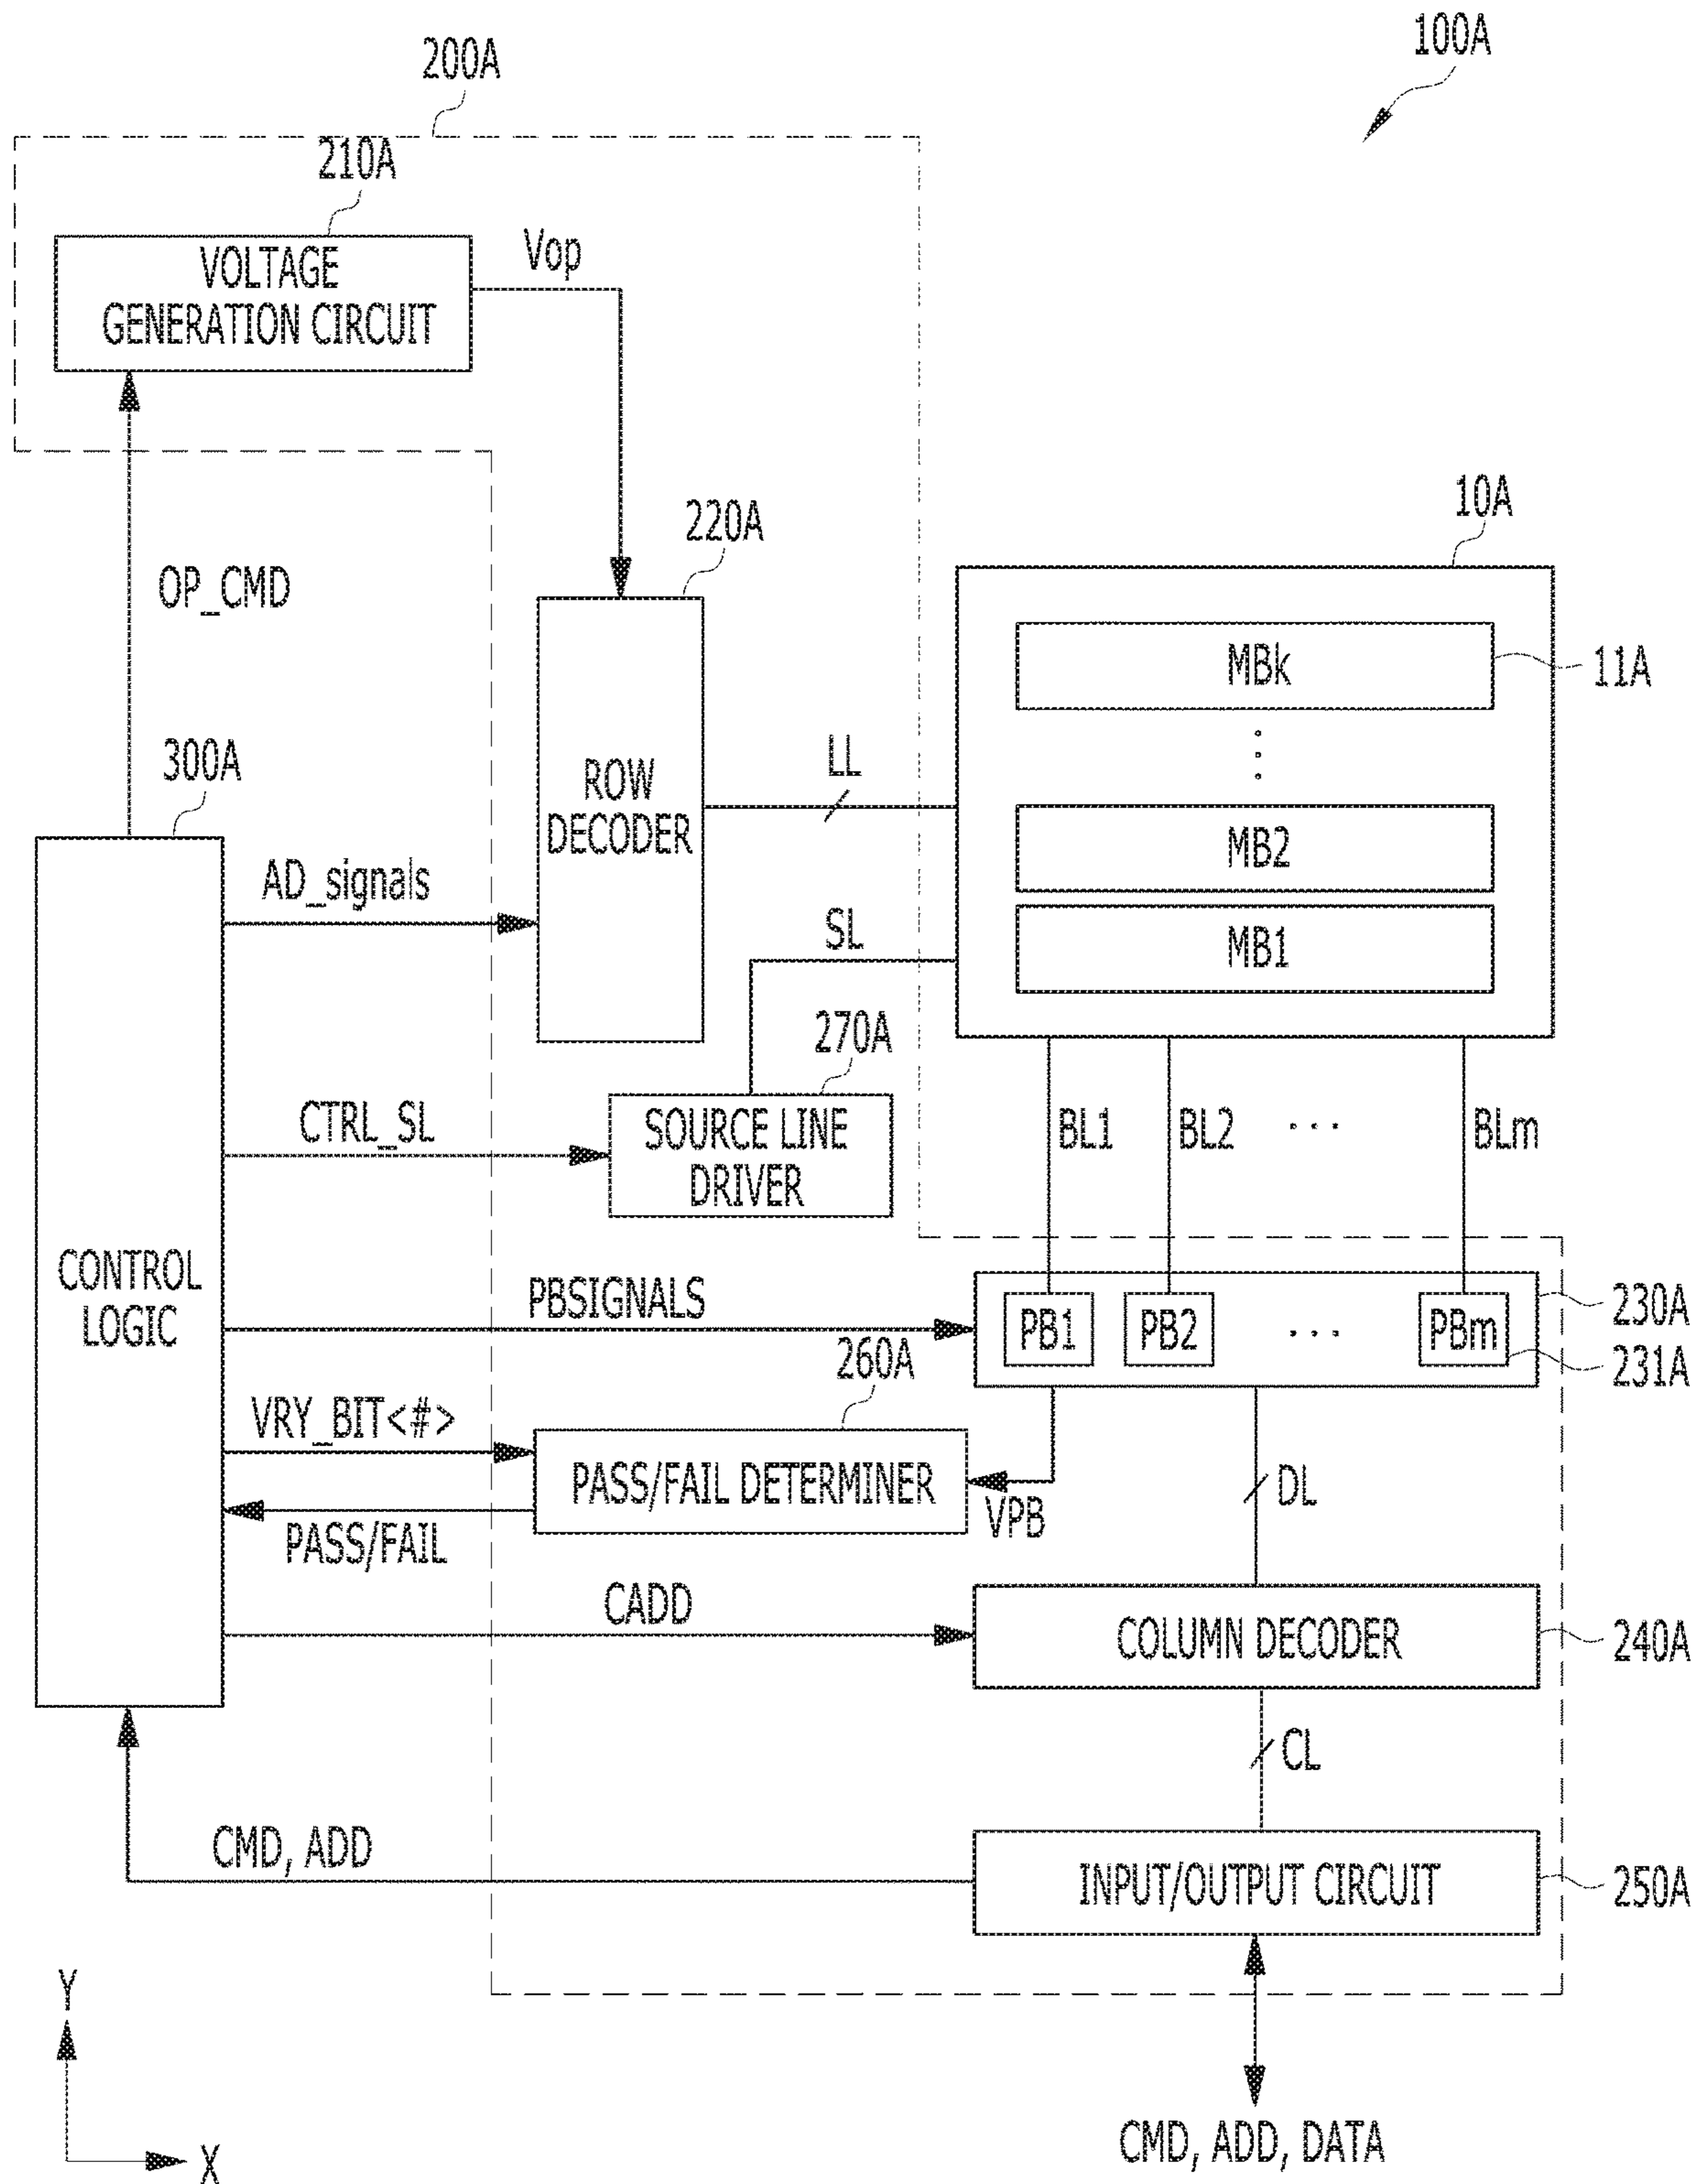 100A
200A
210A
VOLTAGE
GENERATION CIRCUIT
Vop
OP_CMD
220A
10A
MBk
11A
300A
ROW
DECODER
LL
MB2
AD_signals
SL
MB1
270A
CTRL_SL
SOURCE LINE
DRIVER
BL1
BL2
...
BLm
CONTROL
LOGIC
PBSIGNALS
PB1
PB2
...
PBm
230A
231A
260A
VRY_BIT<#>
PASS/FAIL DETERMINER
VPB
DL
PASS/FAIL
CADD
COLUMN DECODER
240A
CL
CMD, ADD
INPUT/OUTPUT CIRCUIT
250A
Y
X
CMD, ADD, DATA